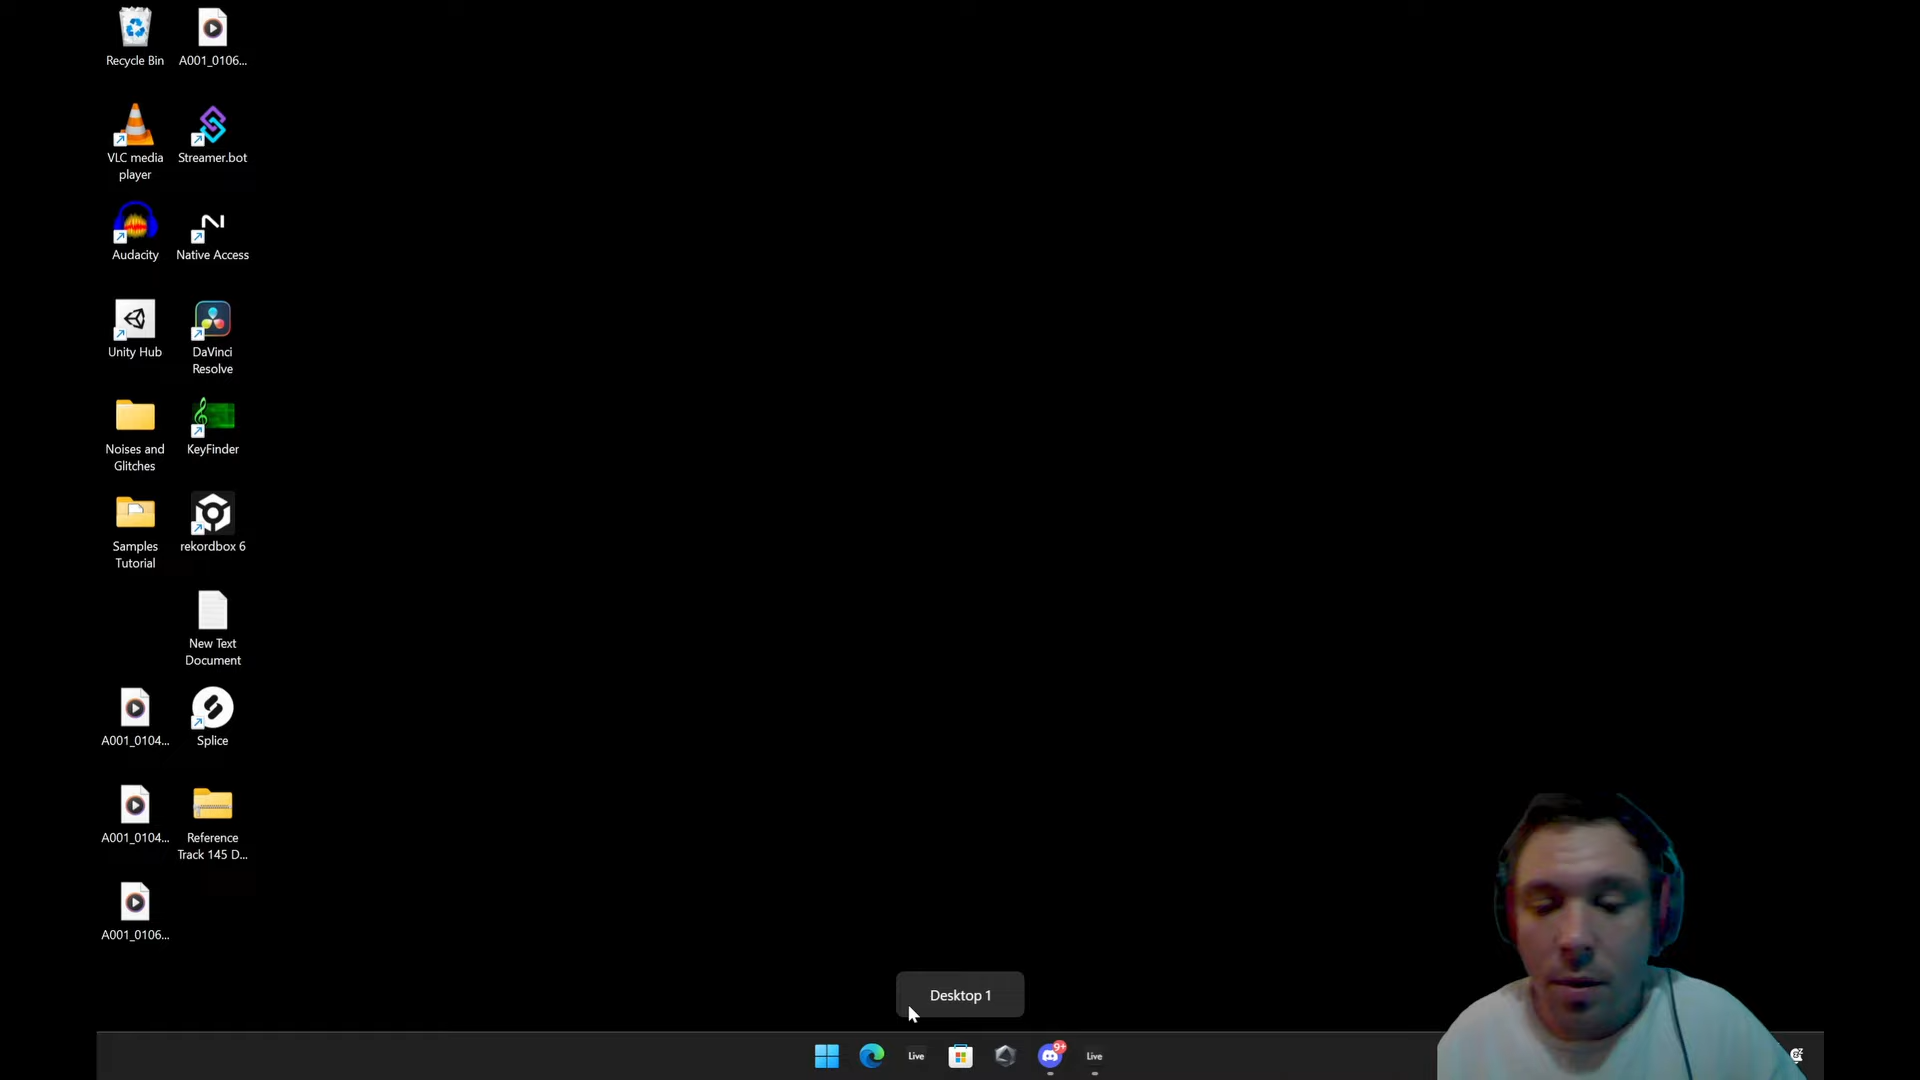 Recycle Bin
A001_0106...
VLC media
player
Streamer.bot
Audacity
Native Access
Unity Hub
DaVinci
Resolve
Noises and
Glitches
KeyFinder
Samples
Tutorial
rekordbox 6
New Text
Document
A001_0104...
Splice
A001_0104...
Reference
Track 145 D...
A001_0106...
Desktop 1
Live
9+
Live